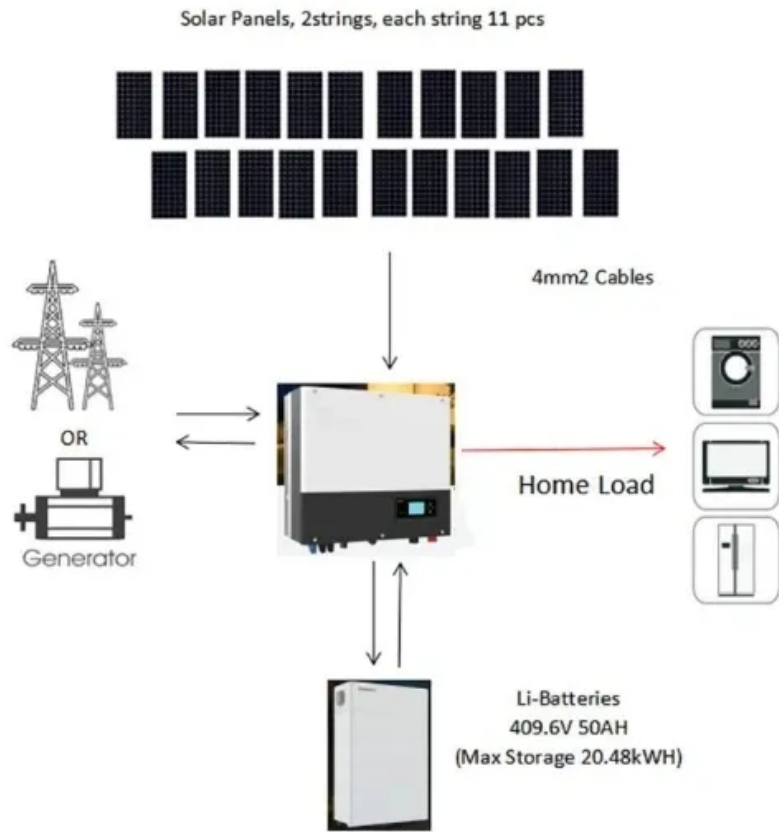 Solar Panels, 2strings, each string 11 pcs
4mm2 Cables
OR
Generator
Home Load
Li-Batteries
409.6V 50AH
(Max Storage 20.48kWH)